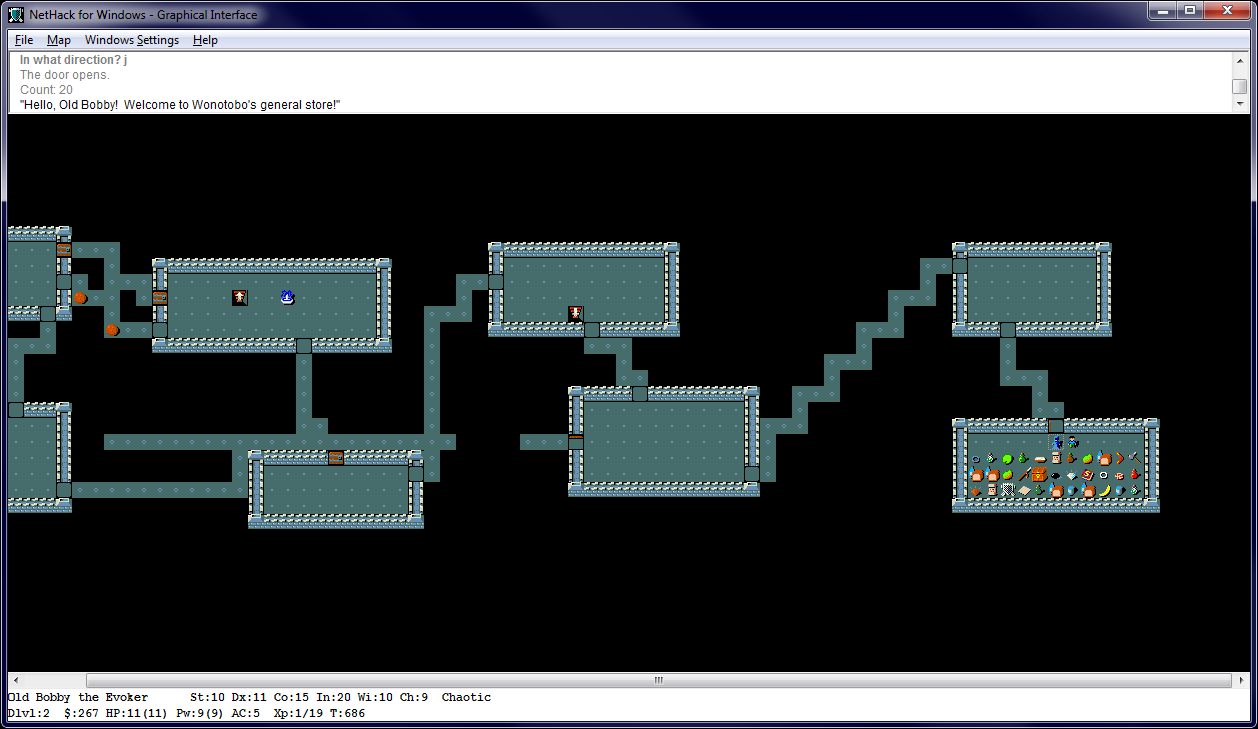 NetHack for Windows - Graphical Interface
File Map Windows Settings Help
In what direction? j
The door opens.
Count: 20
"Hello, Old Bobby!  Welcome to Wonotobo's general store!"
Old Bobby the Evoker St:10 Dx:11 Co:15 In:20 Wi:10 Ch:9 Chaotic
Dlvl:2 $:267 HP:11(11) Pw:9(9) AC:5 Xp:1/19 T:686